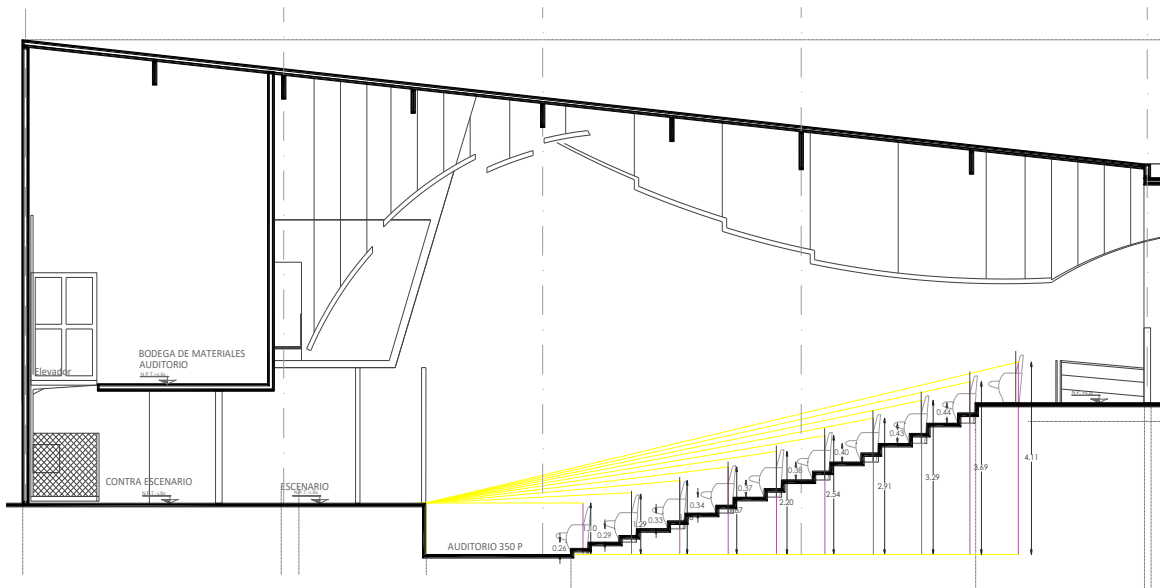 BODEGA DE MATERIALES
AUDITORIO
Elevador
CONTRA ESCENARIO
ESCENARIO
AUDITORIO 350 P
0.26
0.29
0.33
0.34
0.37
0.38
0.40
0.43
0.44
1.29
2.20
2.54
2.91
3.29
3.69
4.11